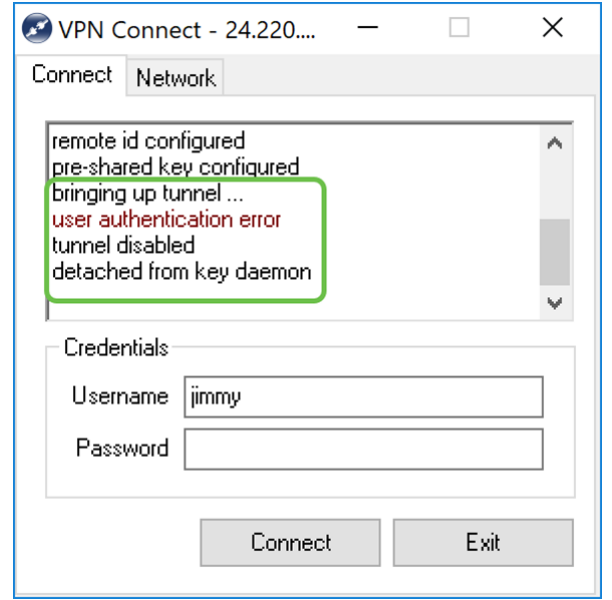 VPN Connect - 24.220....
Connect
Network
remote id configured
pre-shared key configured
bringing up tunnel ...
user authentication error
tunnel disabled
detached from key daemon
Credentials
Username
jimmy
Password
Connect
Exit